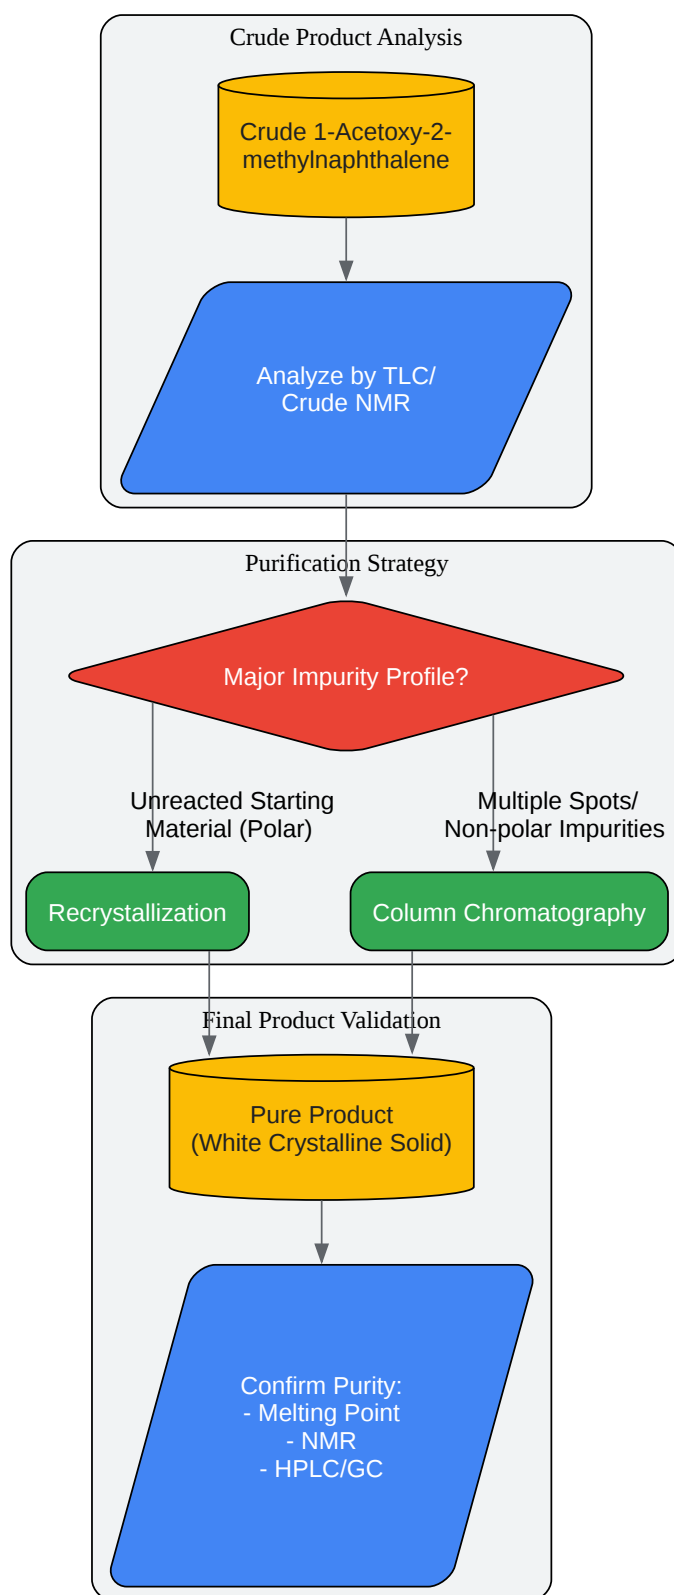 Crude Product Analysis
Crude 1-Acetoxy-2-
methylnaphthalene
Analyze by TLC/
Crude NMR
Purification Strategy
Major Impurity Profile?
Unreacted Starting
Material (Polar)
Multiple Spots/
Non-polar Impurities
Recrystallization
Column Chromatography
Final Product Validation
Pure Product
(White Crystalline Solid)
Confirm Purity:
- Melting Point
- NMR
- HPLC/GC